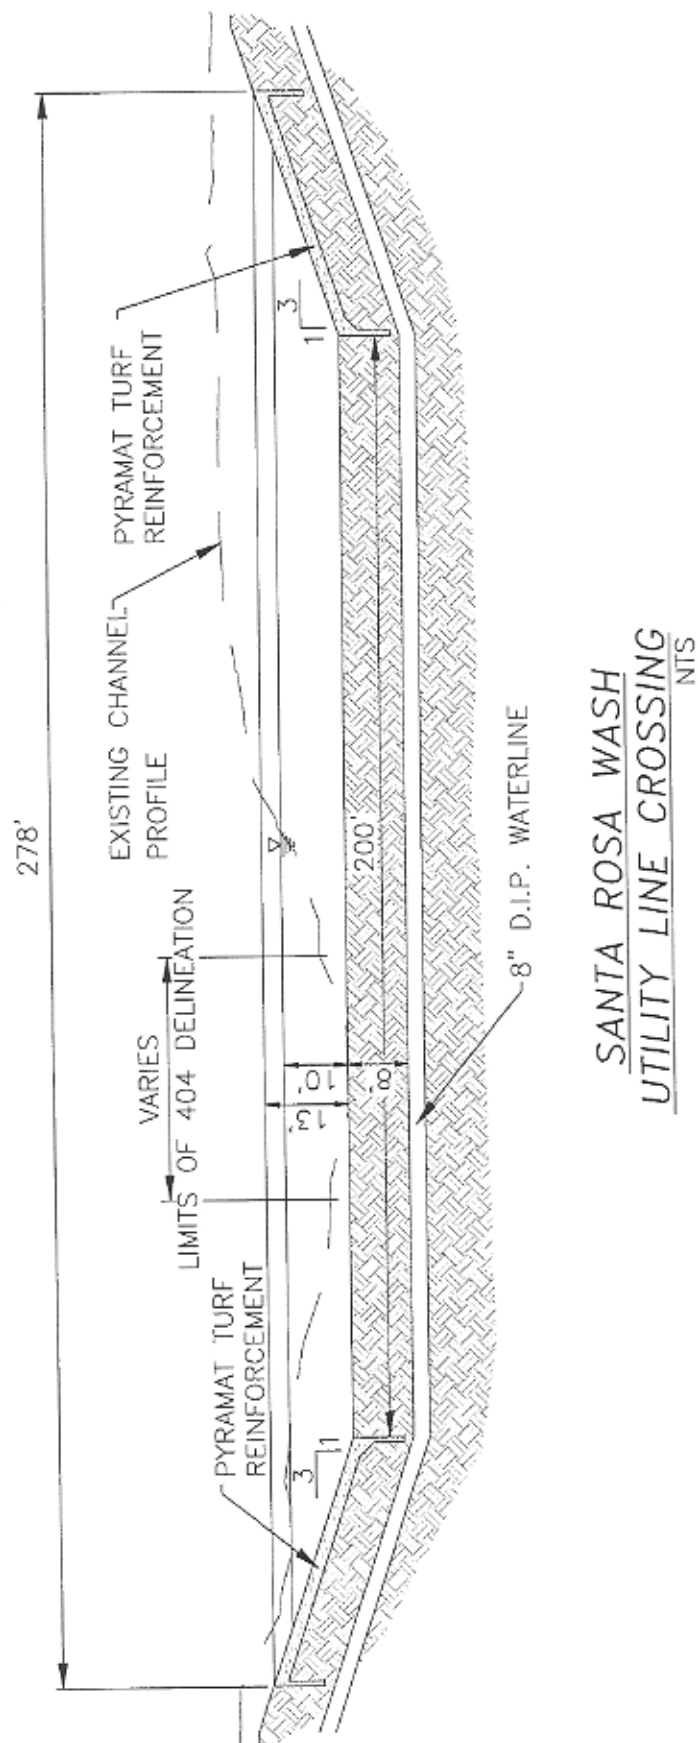 278'
EXISTING CHANNEL
PROFILE
PYRAMAT TURF
REINFORCEMENT
VARIES
LIMITS OF 404 DELINEATION
PYRAMAT TURF
REINFORCEMENT
3
1
3
1
13'
10'
8'
200'
8" D.I.P. WATERLINE
SANTA ROSA WASH
UTILITY LINE CROSSING
NTS